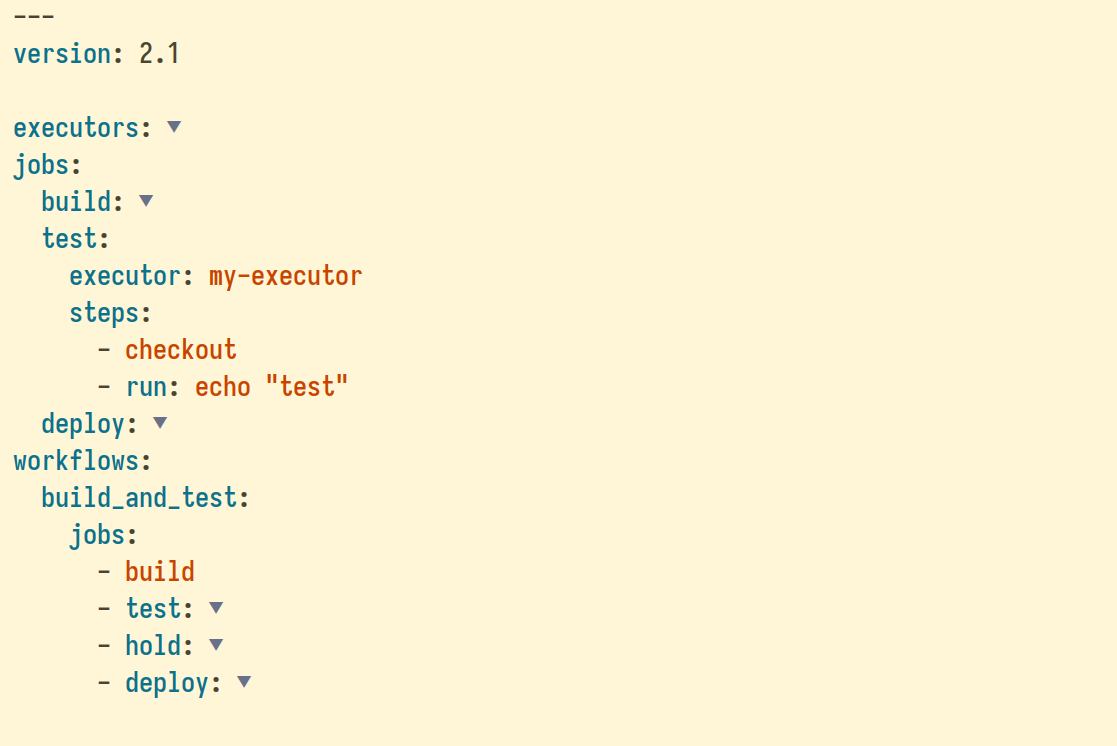 ---
version: 2.1

executors: ▼
jobs:
  build: ▼
  test:
    executor: my-executor
    steps:
      - checkout
      - run: echo "test"
  deploy: ▼
workflows:
  build_and_test:
    jobs:
      - build
      - test: ▼
      - hold: ▼
      - deploy: ▼